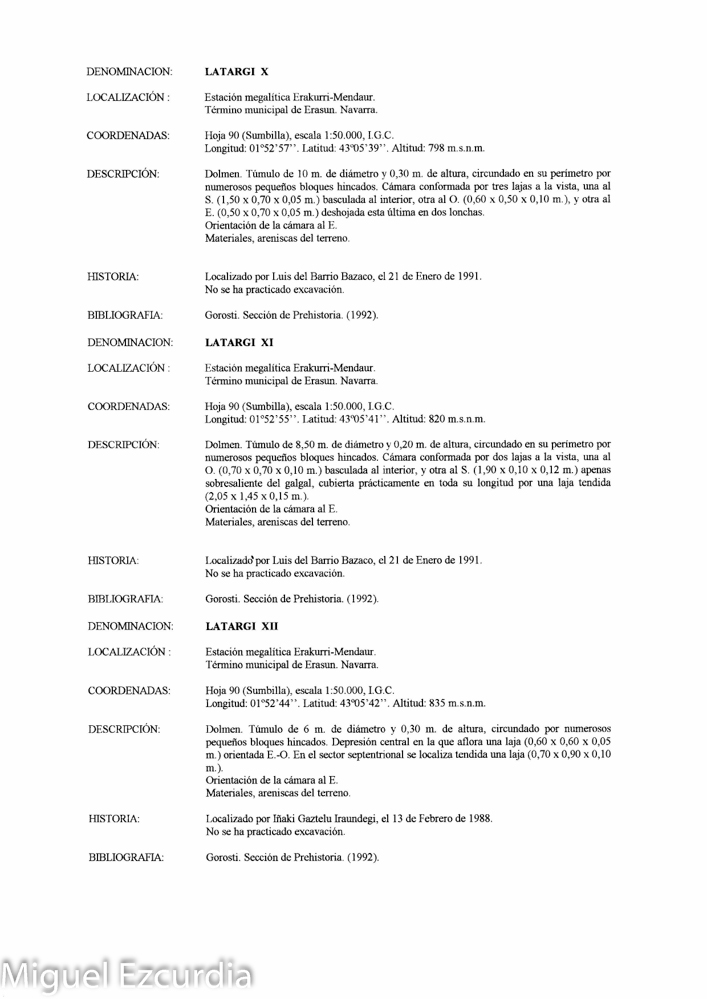 DENOMINACION: LATARGI X
LOCALIZACIÓN : Estación megalítica Erakurri-Mendaur.
Término municipal de Erasun. Navarra.
COORDENADAS: Hoja 90 (Sumbilla), escala 1:50.000, I.G.C.
Longitud: 01º52'57''. Latitud: 43º05'39''. Altitud: 798 m.s.n.m.
DESCRIPCIÓN: Dolmen. Túmulo de 10 m. de diámetro y 0,30 m. de altura, circundado en su perímetro por
numerosos pequeños bloques hincados. Cámara conformada por tres lajas a la vista, una al
S. (1,50 x 0,70 x 0,05 m.) basculada al interior, otra al O. (0,60 x 0,50 x 0,10 m.), y otra al
E. (0,50 x 0,70 x 0,05 m.) deshojada esta última en dos lonchas.
Orientación de la cámara al E.
Materiales, areniscas del terreno.
HISTORIA: Localizado por Luis del Barrio Bazaco, el 21 de Enero de 1991.
No se ha practicado excavación.
BIBLIOGRAFIA: Gorosti. Sección de Prehistoria. (1992).
DENOMINACION: LATARGI XI
LOCALIZACIÓN : Estación megalítica Erakurri-Mendaur.
Término municipal de Erasun. Navarra.
COORDENADAS: Hoja 90 (Sumbilla), escala 1:50.000, I.G.C.
Longitud: 01º52'55''. Latitud: 43º05'41''. Altitud: 820 m.s.n.m.
DESCRIPCIÓN: Dolmen. Túmulo de 8,50 m. de diámetro y 0,20 m. de altura, circundado en su perímetro por
numerosos pequeños bloques hincados. Cámara conformada por dos lajas a la vista, una al
O. (0,70 x 0,70 x 0,10 m.) basculada al interior, y otra al S. (1,90 x 0,10 x 0,12 m.) apenas
sobresaliente del galgal, cubierta prácticamente en toda su longitud por una laja tendida
(2,05 x 1,45 x 0,15 m.).
Orientación de la cámara al E.
Materiales, areniscas del terreno.
HISTORIA: Localizado por Luis del Barrio Bazaco, el 21 de Enero de 1991.
No se ha practicado excavación.
BIBLIOGRAFIA: Gorosti. Sección de Prehistoria. (1992).
DENOMINACION: LATARGI XII
LOCALIZACIÓN : Estación megalítica Erakurri-Mendaur.
Término municipal de Erasun. Navarra.
COORDENADAS: Hoja 90 (Sumbilla), escala 1:50.000, I.G.C.
Longitud: 01º52'44''. Latitud: 43º05'42''. Altitud: 835 m.s.n.m.
DESCRIPCIÓN: Dolmen. Túmulo de 6 m. de diámetro y 0,30 m. de altura, circundado por numerosos
pequeños bloques hincados. Depresión central en la que aflora una laja (0,60 x 0,60 x 0,05
m.) orientada E.-O. En el sector septentrional se localiza tendida una laja (0,70 x 0,90 x 0,10
m.).
Orientación de la cámara al E.
Materiales, areniscas del terreno.
HISTORIA: Localizado por Iñaki Gaztelu Iraundegi, el 13 de Febrero de 1988.
No se ha practicado excavación.
BIBLIOGRAFIA: Gorosti. Sección de Prehistoria. (1992).
Miguel Ezcurdia